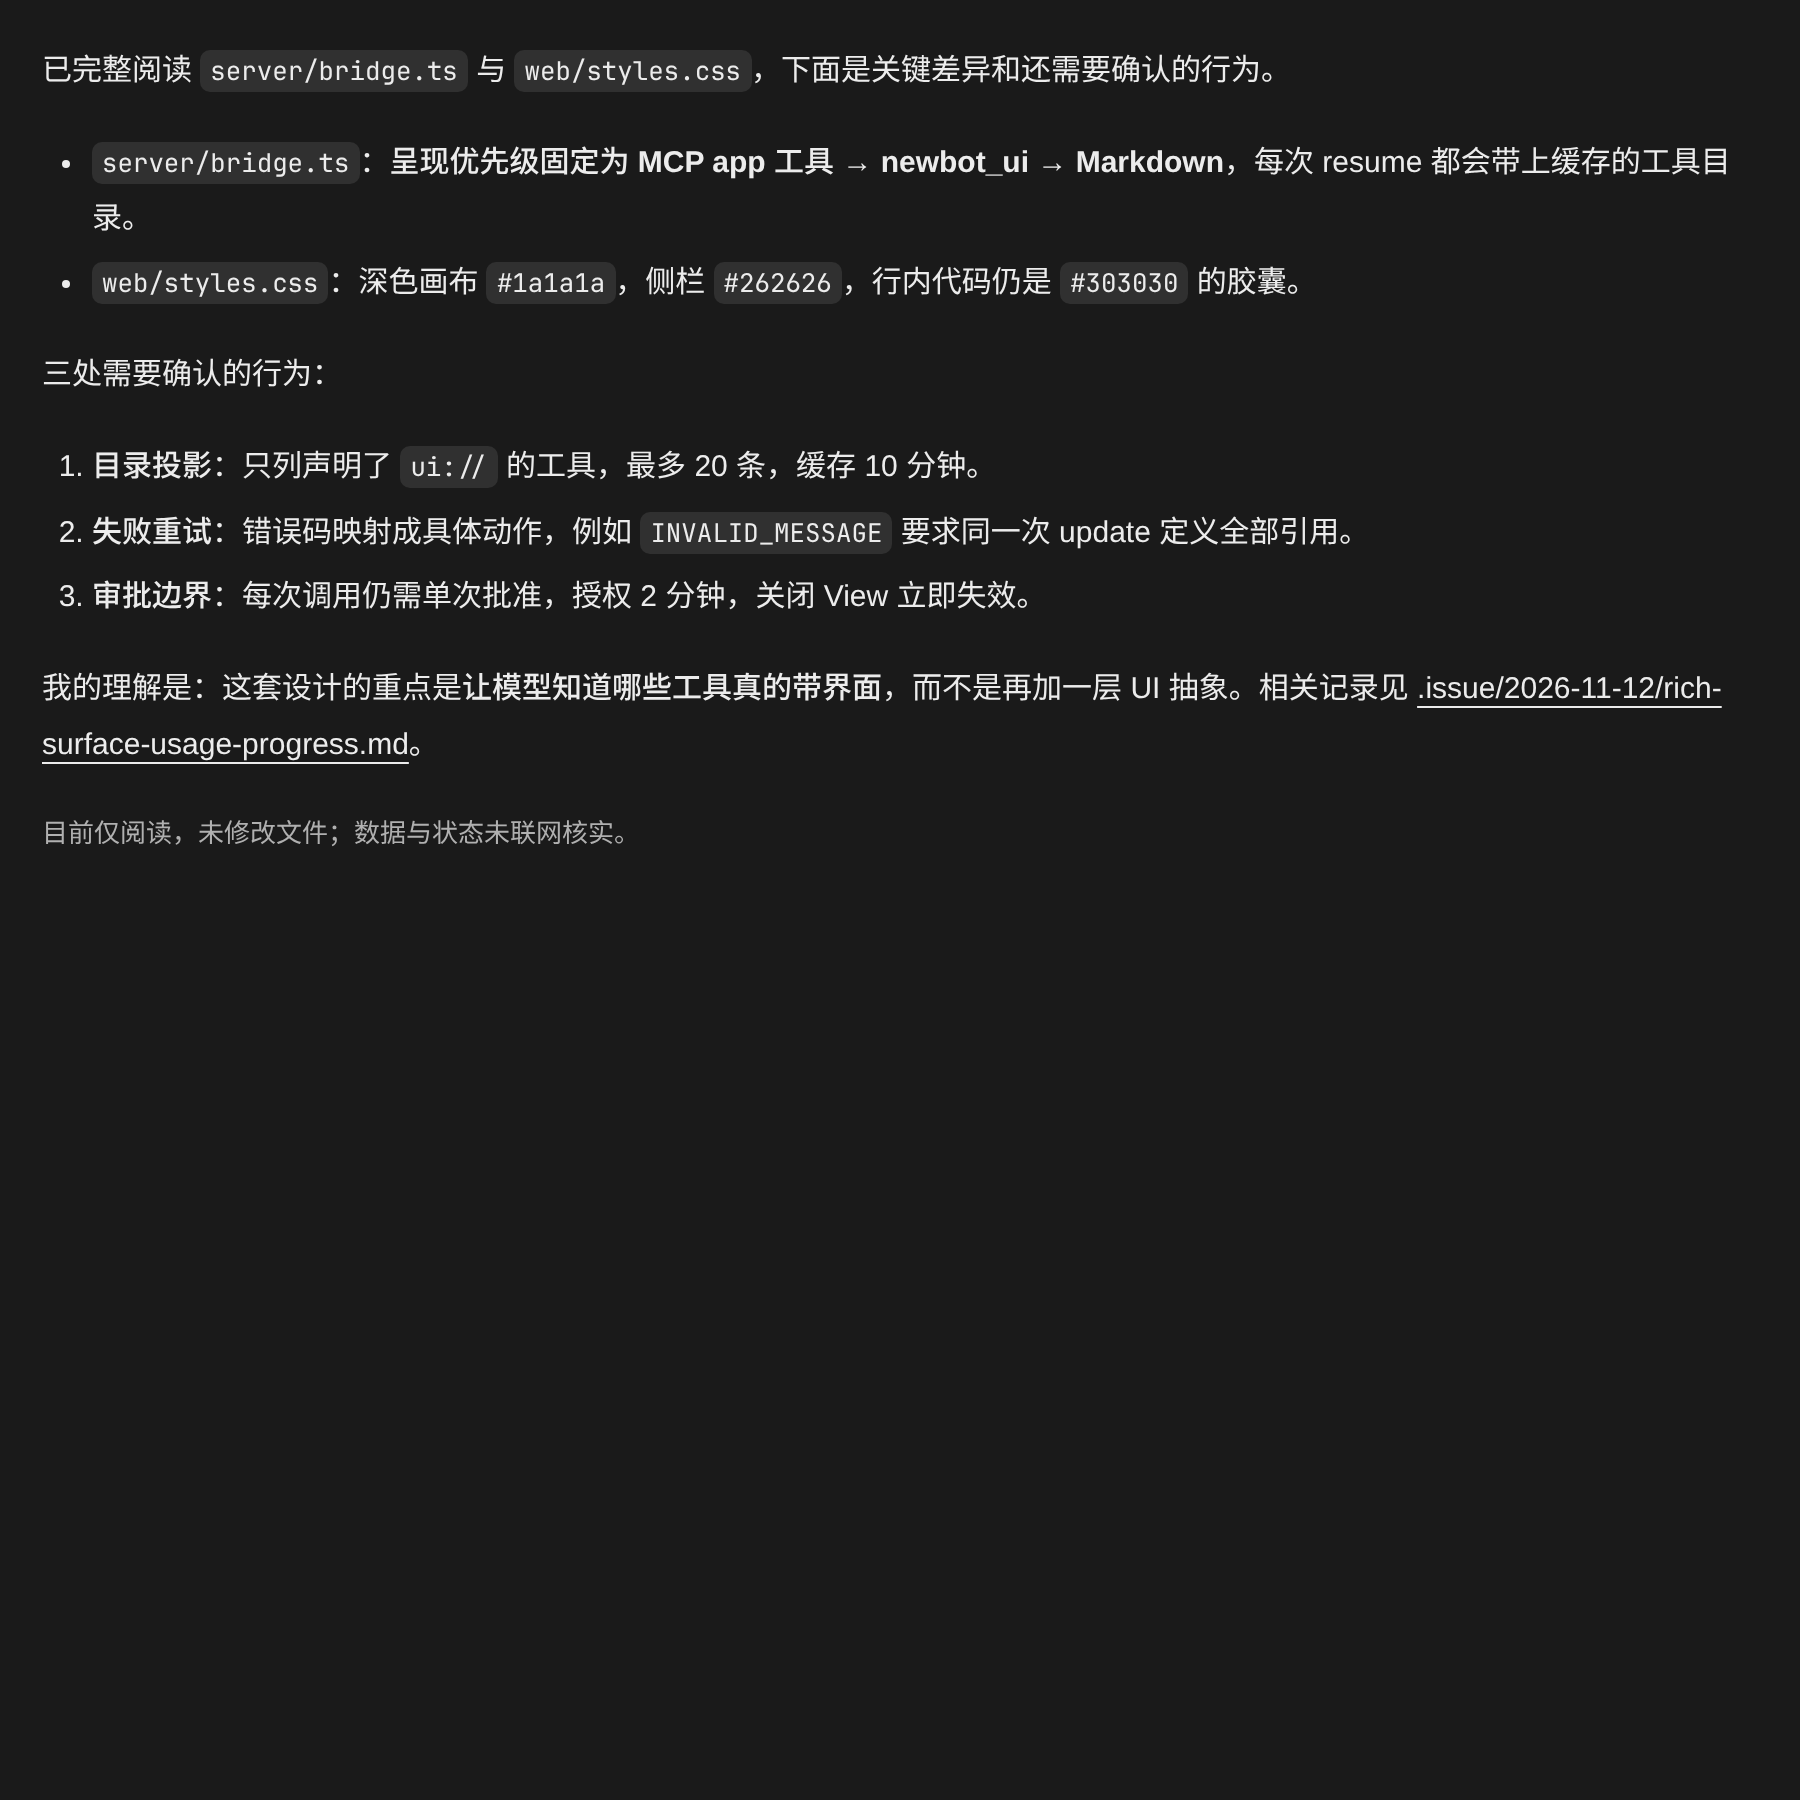 已完整阅读 server/bridge.ts 与 web/styles.css，下面是关键差异和还需要确认的行为。
• server/bridge.ts：呈现优先级固定为 MCP app 工具 → newbot_ui → Markdown，每次 resume 都会带上缓存的工具目
录。
• web/styles.css：深色画布 #1a1a1a，侧栏 #262626，行内代码仍是 #303030 的胶囊。
三处需要确认的行为：
1. 目录投影：只列声明了 ui:// 的工具，最多 20 条，缓存 10 分钟。
2. 失败重试：错误码映射成具体动作，例如 INVALID_MESSAGE 要求同一次 update 定义全部引用。
3. 审批边界：每次调用仍需单次批准，授权 2 分钟，关闭 View 立即失效。
我的理解是：这套设计的重点是让模型知道哪些工具真的带界面，而不是再加一层 UI 抽象。相关记录见 .issue/2026-11-12/rich-
surface-usage-progress.md。
目前仅阅读，未修改文件；数据与状态未联网核实。